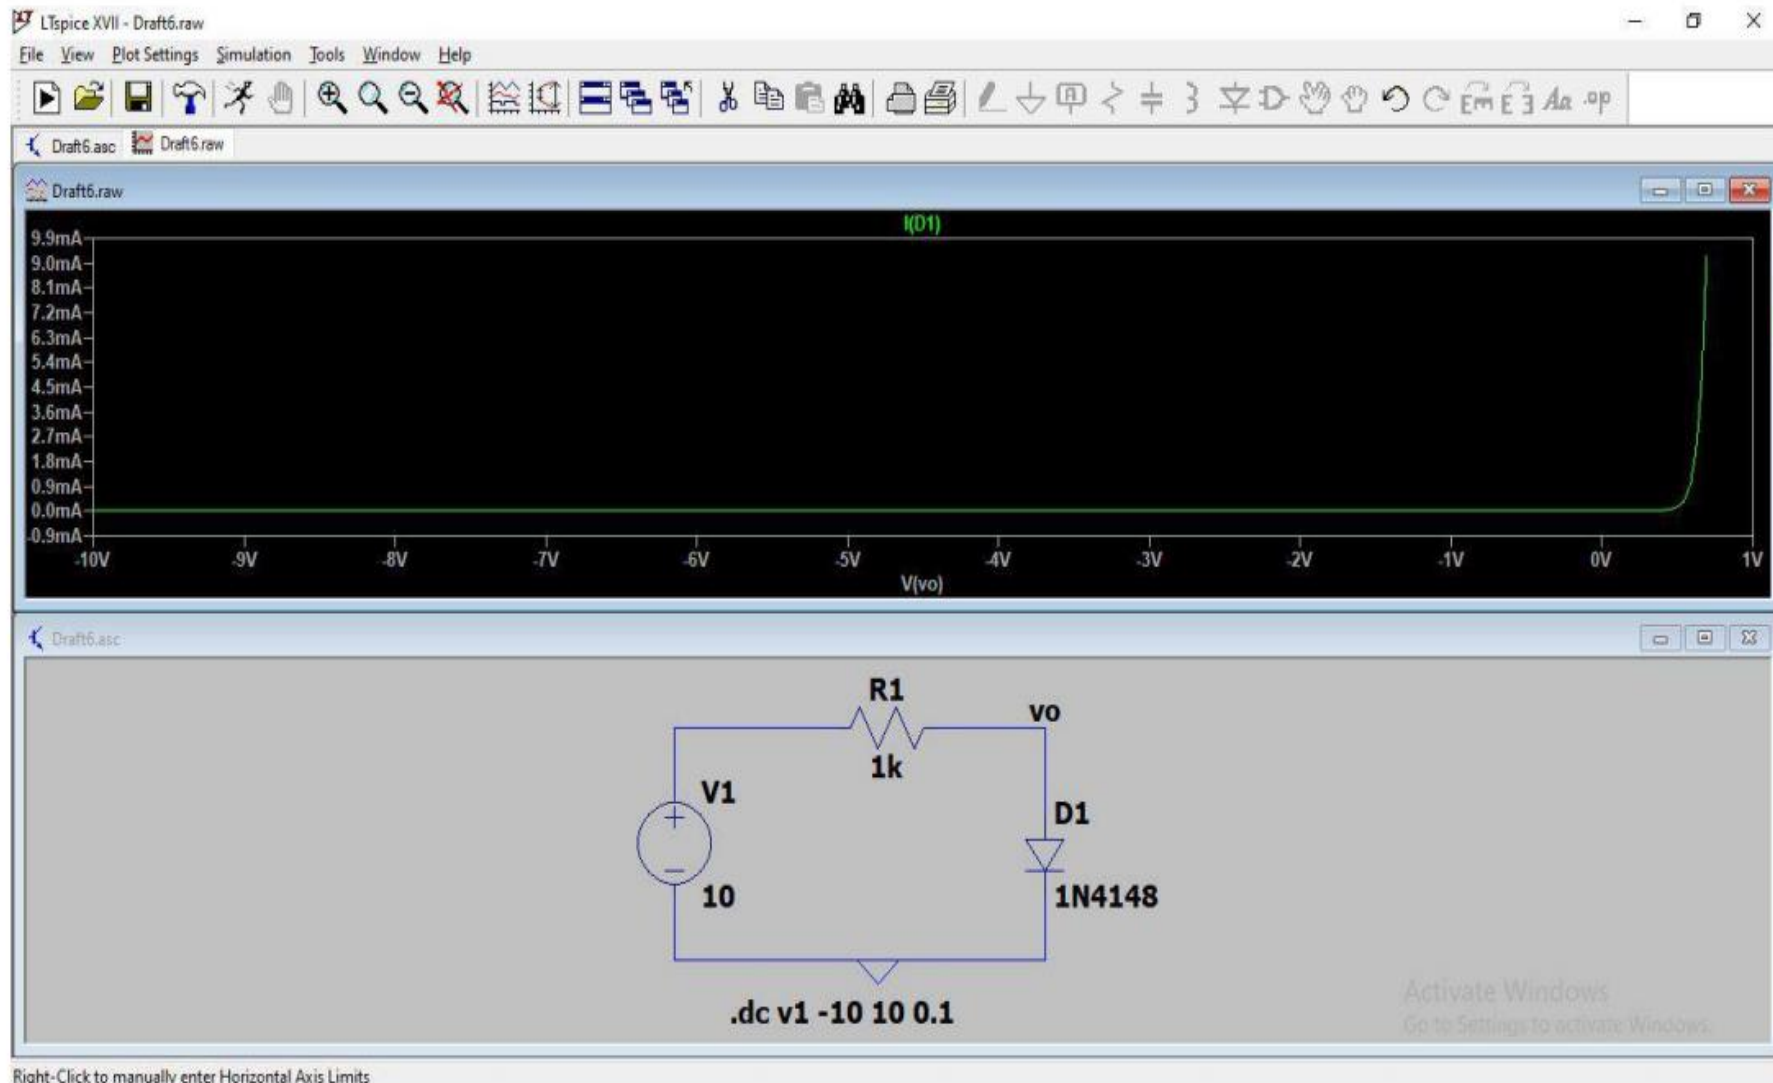 LTspice XVII - Draft6.raw
File View Plot Settings Simulation Tools Window Help
Draft6.asc Draft6.raw
Draft6.raw
I(D1)
9.9mA
9.0mA
8.1mA
7.2mA
6.3mA
5.4mA
4.5mA
3.6mA
2.7mA
1.8mA
0.9mA
0.0mA
-0.9mA
-10V -9V -8V -7V -6V -5V -4V -3V -2V -1V 0V 1V
V(vo)
Draft6.asc
R1
vo
1k
V1
D1
10
1N4148
.dc v1 -10 10 0.1
Activate Windows
Go to Settings to activate Windows.
Right-Click to manually enter Horizontal Axis Limits